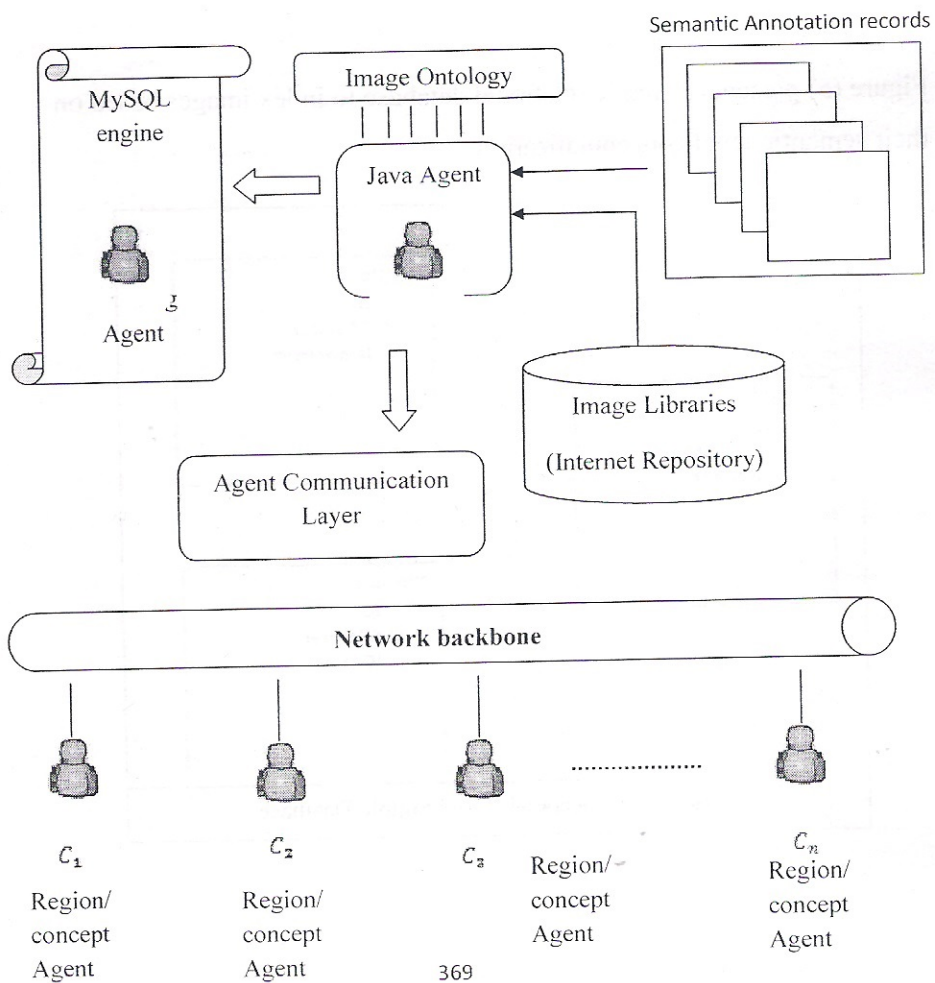 Semantic Annotation records
Image Ontology
MySQL
engine
Java Agent
g
Agent
Image Libraries
(Internet Repository)
Agent Communication
Layer
Network backbone
C₁
C₂
C₃
Cₙ
Region/
concept
Agent
Region/
concept
Agent
Region/
concept
Agent
Region/
concept
Agent
369